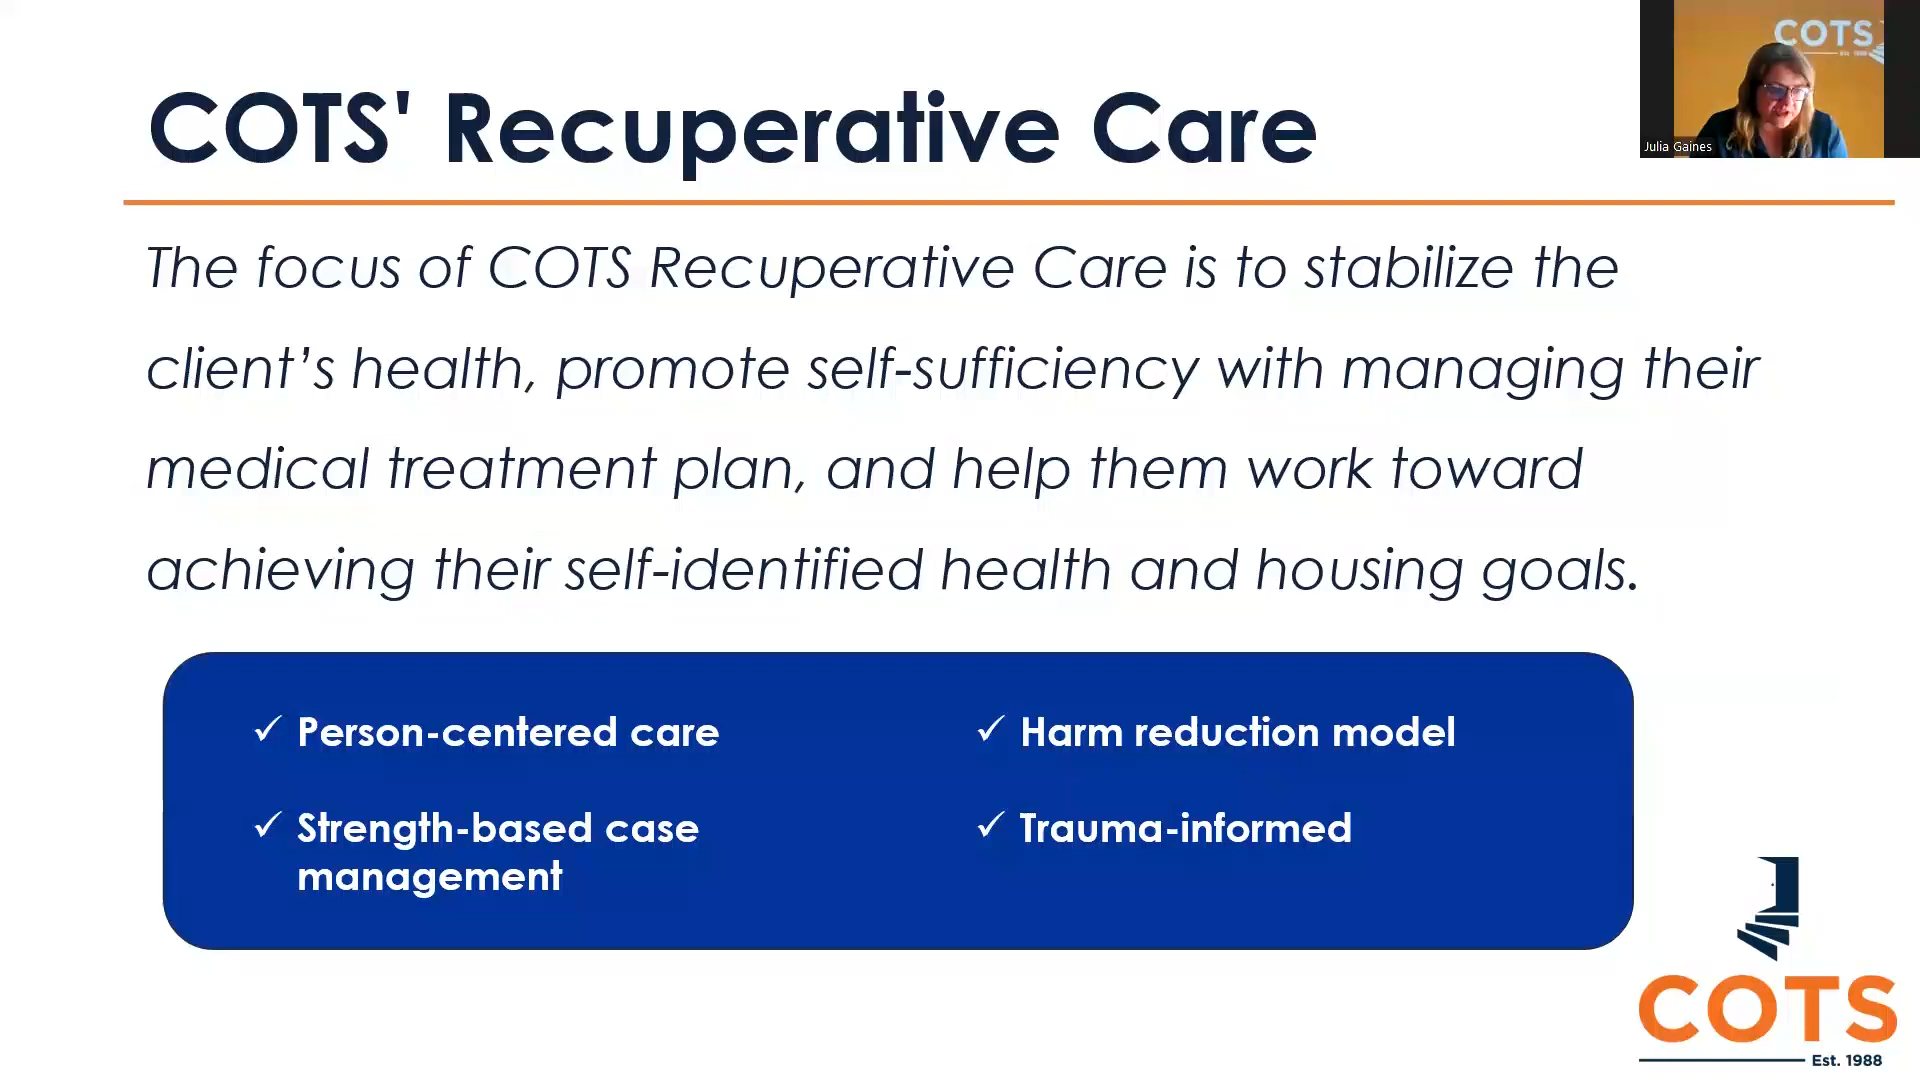 COTS' Recuperative Care
COTS
Julia Gaines
The focus of COTS Recuperative Care is to stabilize the
client’s health, promote self-sufficiency with managing their
medical treatment plan, and help them work toward
achieving their self-identified health and housing goals.
✓ Person-centered care
✓ Strength-based case
management
✓ Harm reduction model
✓ Trauma-informed
COTS
Est. 1988